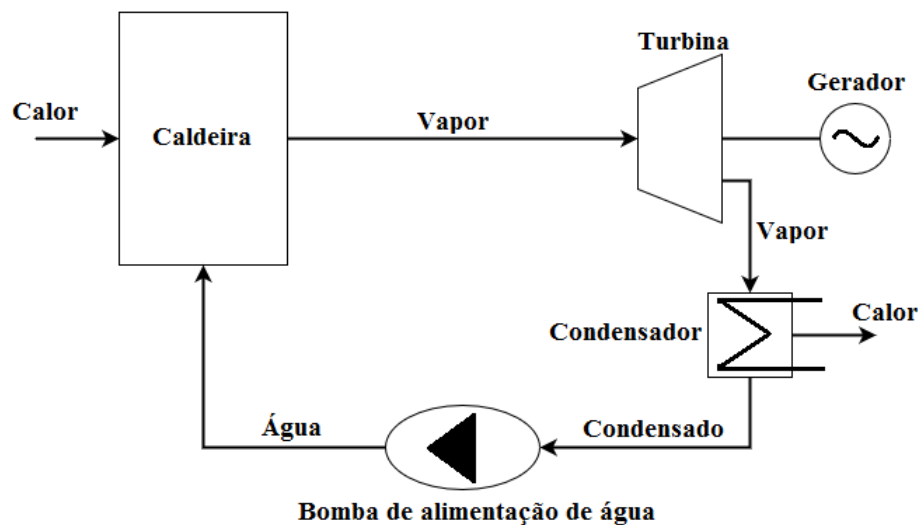 Turbina
Gerador
Calor
Caldeira
Vapor
Vapor
Condensador
Calor
Água
Condensado
Bomba de alimentação de água